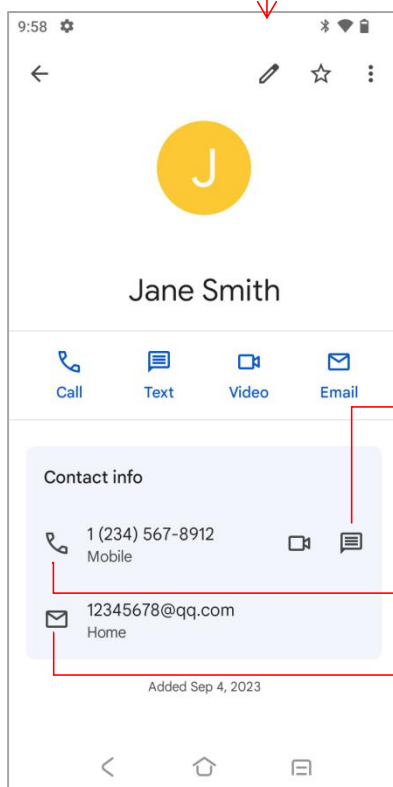 9:58
J
Jane Smith
Call Text Video Email
Contact info
1 (234) 567-8912
Mobile
12345678@qq.com
Home
Added Sep 4, 2023